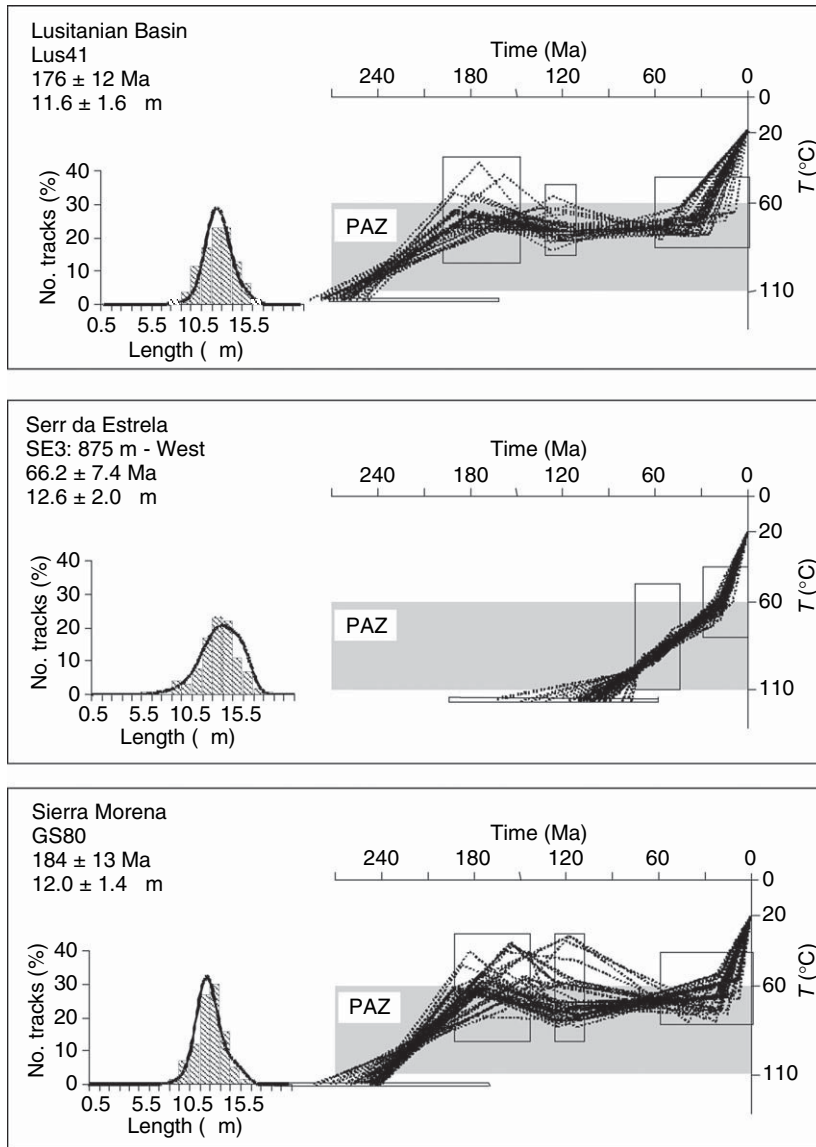 Lusitanian Basin
Lus41
176 ± 12 Ma
11.6 ± 1.6 m
Time (Ma)
240 180 120 60 0
0
20
60
110
T (°C)
PAZ
No. tracks (%)
40
30
20
10
0
0.5 5.5 10.5 15.5
Length ( m)
Serr da Estrela
SE3: 875 m - West
66.2 ± 7.4 Ma
12.6 ± 2.0 m
Time (Ma)
240 180 120 60 0
0
20
60
110
T (°C)
PAZ
No. tracks (%)
40
30
20
10
0
0.5 5.5 10.5 15.5
Length ( m)
Sierra Morena
GS80
184 ± 13 Ma
12.0 ± 1.4 m
Time (Ma)
240 180 120 60 0
0
20
60
110
T (°C)
PAZ
No. tracks (%)
40
30
20
10
0
0.5 5.5 10.5 15.5
Length ( m)